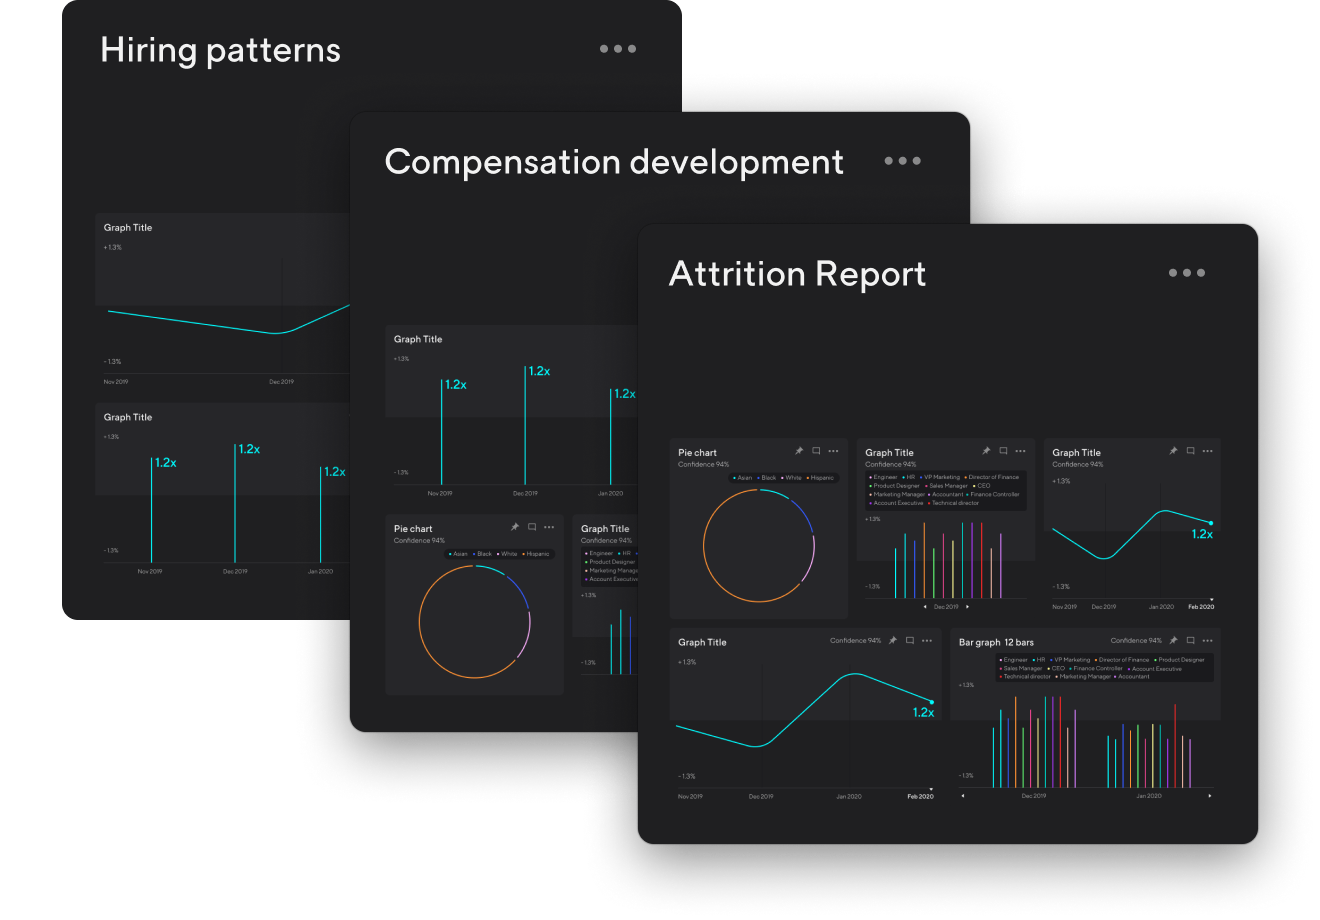 Hiring patterns
Graph Title
+1.3%
-1.3%
Nov 2019 Dec 2019
Graph Title
+1.3%
1.2x 1.2x 1.2x
-1.3%
Nov 2019 Dec 2019 Jan 2020
Compensation development
Graph Title
+1.3%
1.2x 1.2x 1.2x
-1.3%
Nov 2019 Dec 2019 Jan 2020
Pie chart
Confidence 94%
Asian Black White Hispanic
Graph Title
Confidence 94%
Engineer HR
Product Designer
Marketing Manage
Account Executive
+1.3%
-1.3%
Attrition Report
Pie chart
Confidence 94%
Asian Black White Hispanic
Graph Title
Confidence 94%
Engineer HR VP Marketing Director of Finance
Product Designer Sales Manager CEO
Marketing Manager Accountant Finance Controller
Account Executive Technical director
+1.3%
-1.3%
Dec 2019
Graph Title
Confidence 94%
+1.3%
1.2x
-1.3%
Nov 2019 Dec 2019 Jan 2020 Feb 2020
Graph Title Confidence 94%
+1.3%
1.2x
-1.3%
Nov 2019 Dec 2019 Jan 2020 Feb 2020
Bar graph 12 bars Confidence 94%
Engineer HR VP Marketing Director of Finance Product Designer
Sales Manager CEO Finance Controller Account Executive
Technical director Marketing Manager Accountant
+1.3%
-1.3%
Dec 2019 Jan 2020